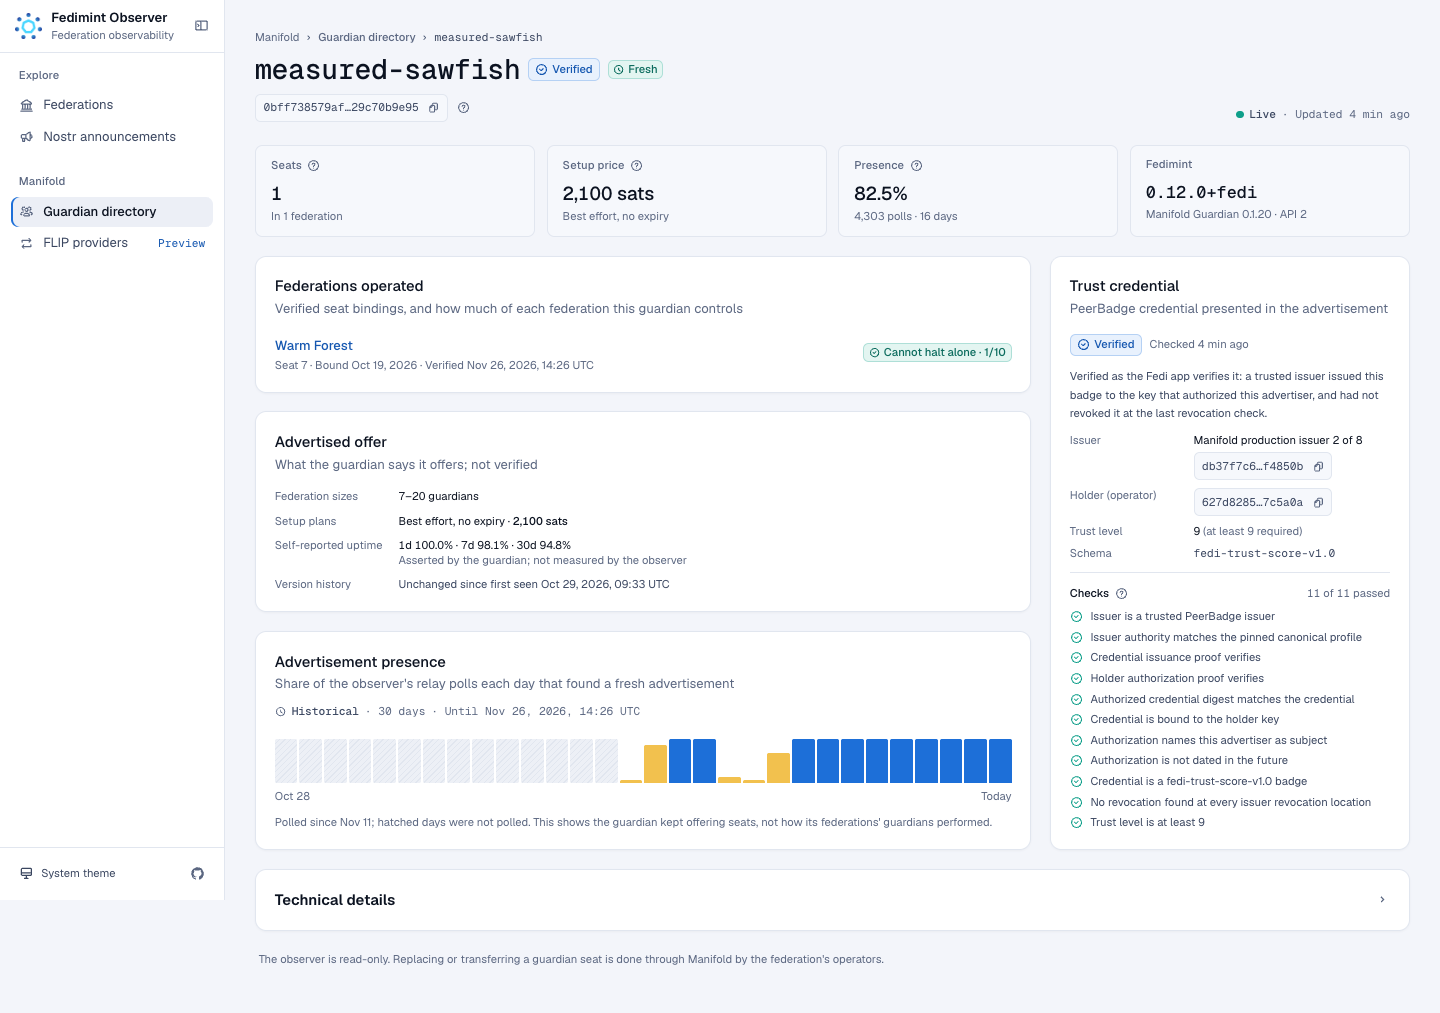 Fedimint Observer
Federation observability
Explore
Federations
Nostr announcements
Manifold
Guardian directory
FLIP providers Preview
System theme
Manifold › Guardian directory › measured-sawfish
measured-sawfish Verified Fresh
0bff738579af…29c70b9e95
Live · Updated 4 min ago
Seats
1
In 1 federation
Setup price
2,100 sats
Best effort, no expiry
Presence
82.5%
4,303 polls · 16 days
Fedimint
0.12.0+fedi
Manifold Guardian 0.1.20 · API 2
Federations operated
Verified seat bindings, and how much of each federation this guardian controls
Warm Forest
Seat 7 · Bound Oct 19, 2026 · Verified Nov 26, 2026, 14:26 UTC
Cannot halt alone · 1/10
Advertised offer
What the guardian says it offers; not verified
Federation sizes 7–20 guardians
Setup plans Best effort, no expiry · 2,100 sats
Self-reported uptime 1d 100.0% · 7d 98.1% · 30d 94.8%
Asserted by the guardian; not measured by the observer
Version history Unchanged since first seen Oct 29, 2026, 09:33 UTC
Advertisement presence
Share of the observer's relay polls each day that found a fresh advertisement
Historical · 30 days · Until Nov 26, 2026, 14:26 UTC
Oct 28 Today
Polled since Nov 11; hatched days were not polled. This shows the guardian kept offering seats, not how its federations' guardians performed.
Trust credential
PeerBadge credential presented in the advertisement
Verified Checked 4 min ago
Verified as the Fedi app verifies it: a trusted issuer issued this
badge to the key that authorized this advertiser, and had not
revoked it at the last revocation check.
Issuer Manifold production issuer 2 of 8
db37f7c6…f4850b
Holder (operator) 627d8285…7c5a0a
Trust level 9 (at least 9 required)
Schema fedi-trust-score-v1.0
Checks 11 of 11 passed
Issuer is a trusted PeerBadge issuer
Issuer authority matches the pinned canonical profile
Credential issuance proof verifies
Holder authorization proof verifies
Authorized credential digest matches the credential
Credential is bound to the holder key
Authorization names this advertiser as subject
Authorization is not dated in the future
Credential is a fedi-trust-score-v1.0 badge
No revocation found at every issuer revocation location
Trust level is at least 9
Technical details
The observer is read-only. Replacing or transferring a guardian seat is done through Manifold by the federation's operators.